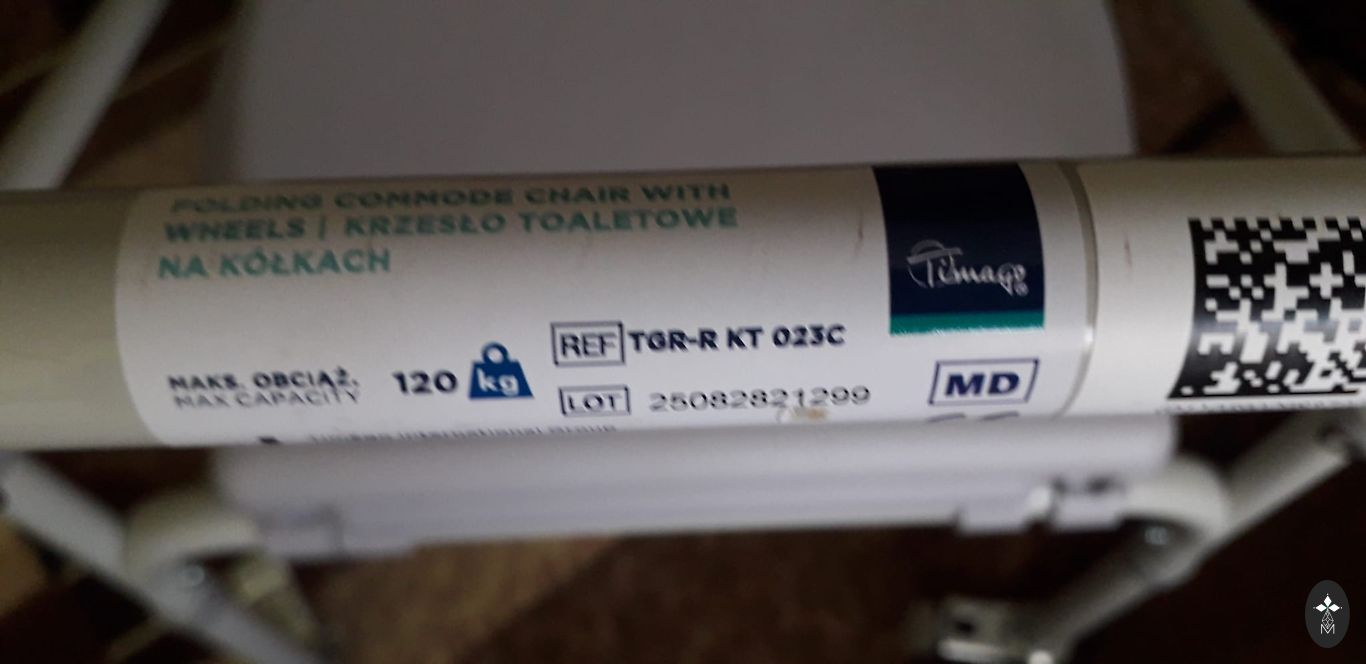 FOLDING COMMODE CHAIR WITH
WHEELS | KRZESŁO TOALETOWE
NA KÓŁKACH
Timago®
REF TGR-R KT 023C
MAKS. OBCIĄŻ.
MAX CAPACITY
120 kg
LOT 25082821299
MD
M